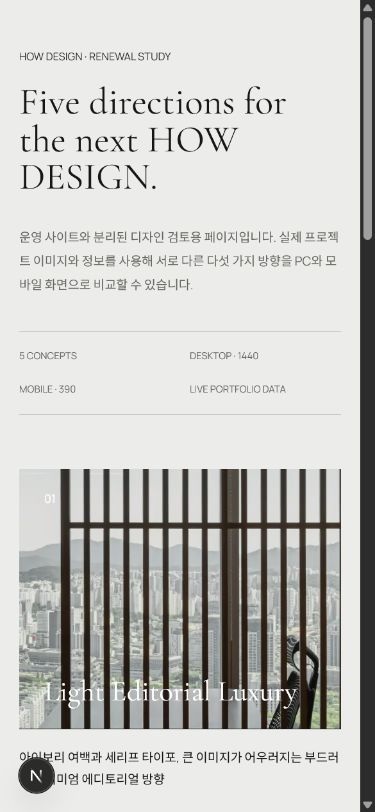 HOW DESIGN · RENEWAL STUDY
Five directions for
the next HOW
DESIGN.
운영 사이트와 분리된 디자인 검토용 페이지입니다. 실제 프로젝
트 이미지와 정보를 사용해 서로 다른 다섯 가지 방향을 PC와 모
바일 화면으로 비교할 수 있습니다.
5 CONCEPTS
DESKTOP · 1440
MOBILE · 390
LIVE PORTFOLIO DATA
01
Light Editorial Luxury
아이보리 여백과 세리프 타이포, 큰 이미지가 어우러지는 부드러
미엄 에디토리얼 방향
N